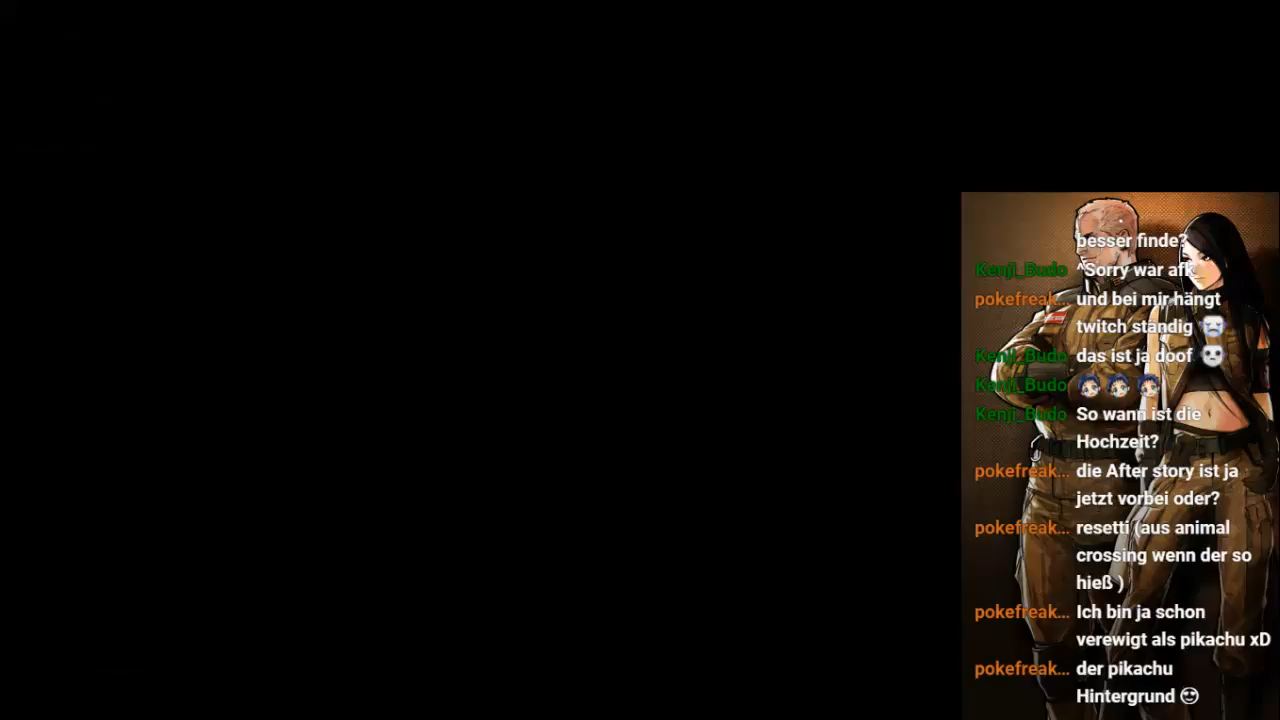 besser finde?
Kenji_Budo ^Sorry war afk
pokefreak... und bei mir hängt
twitch ständig
Kenji_Budo das ist ja doof
Kenji_Budo
Kenji_Budo So wann ist die
Hochzeit?
pokefreak... die After story ist ja
jetzt vorbei oder?
pokefreak... resetti (aus animal
crossing wenn der so
hieß )
pokefreak... Ich bin ja schon
verewigt als pikachu xD
pokefreak... der pikachu
Hintergrund